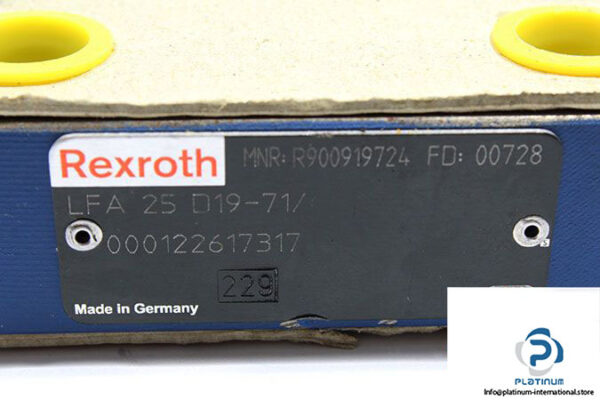 Rexroth MNR: R900919724 FD: 00728
LFA 25 D19-71/
000122617317
229
Made in Germany
PLATINUM
Info@platinum-international.store